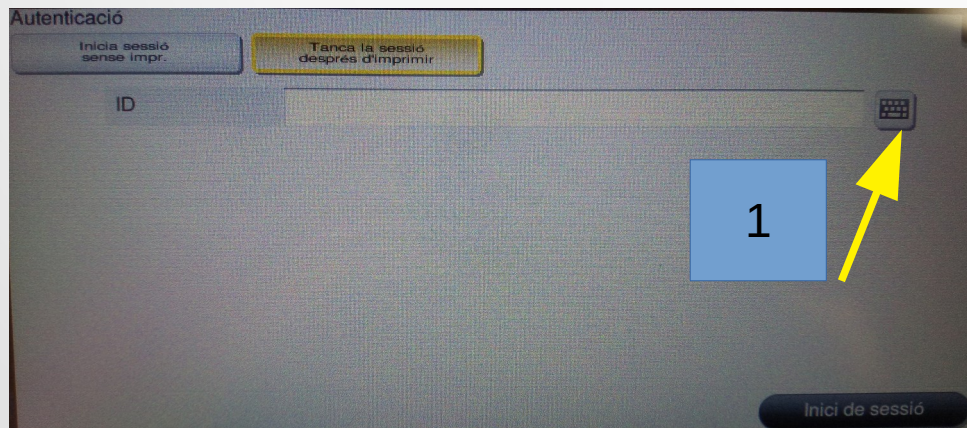 Autenticació
Inicia sessió
sense impr.
Tanca la sessió
després d'imprimir
ID
1
Inici de sessió